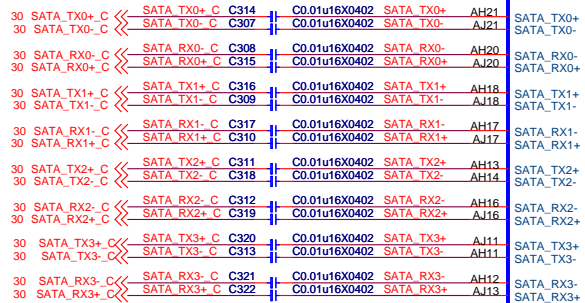 30 SATA_TX0+_C SATA_TX0+_C C314 C0.01u16X0402 SATA_TX0+ AH21 SATA_TX0+
30 SATA_TX0-_C SATA_TX0-_C C307 C0.01u16X0402 SATA_TX0- AJ21 SATA_TX0-
30 SATA_RX0-_C SATA_RX0-_C C308 C0.01u16X0402 SATA_RX0- AH20 SATA_RX0-
30 SATA_RX0+_C SATA_RX0+_C C315 C0.01u16X0402 SATA_RX0+ AJ20 SATA_RX0+
30 SATA_TX1+_C SATA_TX1+_C C316 C0.01u16X0402 SATA_TX1+ AH18 SATA_TX1+
30 SATA_TX1-_C SATA_TX1-_C C309 C0.01u16X0402 SATA_TX1- AJ18 SATA_TX1-
30 SATA_RX1-_C SATA_RX1-_C C317 C0.01u16X0402 SATA_RX1- AH17 SATA_RX1-
30 SATA_RX1+_C SATA_RX1+_C C310 C0.01u16X0402 SATA_RX1+ AJ17 SATA_RX1+
30 SATA_TX2+_C SATA_TX2+_C C311 C0.01u16X0402 SATA_TX2+ AH13 SATA_TX2+
30 SATA_TX2-_C SATA_TX2-_C C318 C0.01u16X0402 SATA_TX2- AH14 SATA_TX2-
30 SATA_RX2-_C SATA_RX2-_C C312 C0.01u16X0402 SATA_RX2- AH16 SATA_RX2-
30 SATA_RX2+_C SATA_RX2+_C C319 C0.01u16X0402 SATA_RX2+ AJ16 SATA_RX2+
30 SATA_TX3+_C SATA_TX3+_C C320 C0.01u16X0402 SATA_TX3+ AJ11 SATA_TX3+
30 SATA_TX3-_C SATA_TX3-_C C313 C0.01u16X0402 SATA_TX3- AH11 SATA_TX3-
30 SATA_RX3-_C SATA_RX3-_C C321 C0.01u16X0402 SATA_RX3- AH12 SATA_RX3-
30 SATA_RX3+_C SATA_RX3+_C C322 C0.01u16X0402 SATA_RX3+ AJ13 SATA_RX3+